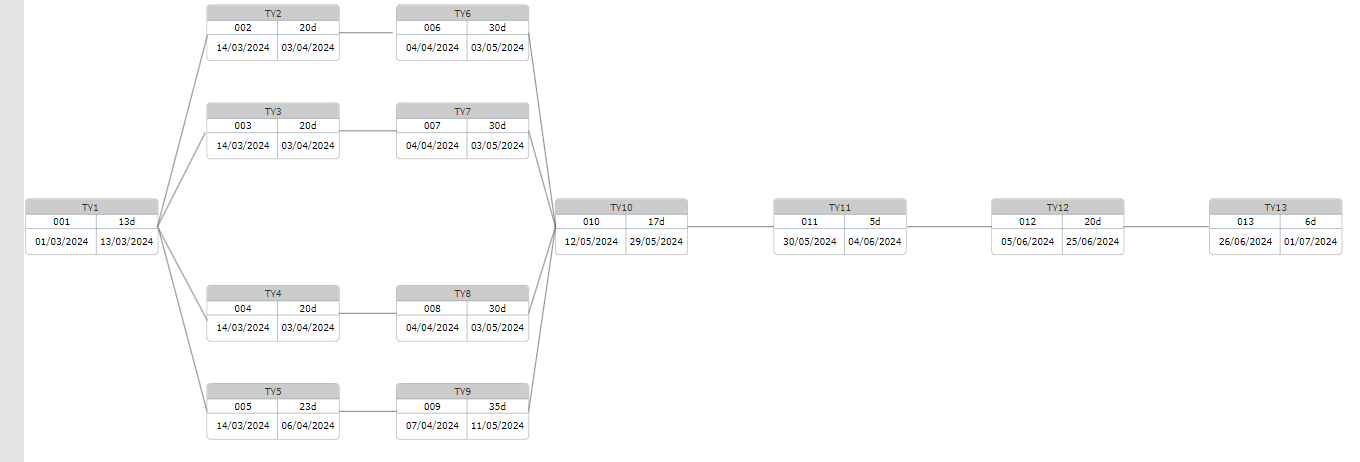 TY2
002 20d
14/03/2024 03/04/2024
TY6
006 30d
04/04/2024 03/05/2024
TY3
003 20d
14/03/2024 03/04/2024
TY7
007 30d
04/04/2024 03/05/2024
TY1
001 13d
01/03/2024 13/03/2024
TY10
010 17d
12/05/2024 29/05/2024
TY11
011 5d
30/05/2024 04/06/2024
TY12
012 20d
05/06/2024 25/06/2024
TY13
013 6d
26/06/2024 01/07/2024
TY4
004 20d
14/03/2024 03/04/2024
TY8
008 30d
04/04/2024 03/05/2024
TY5
005 23d
14/03/2024 06/04/2024
TY9
009 35d
07/04/2024 11/05/2024